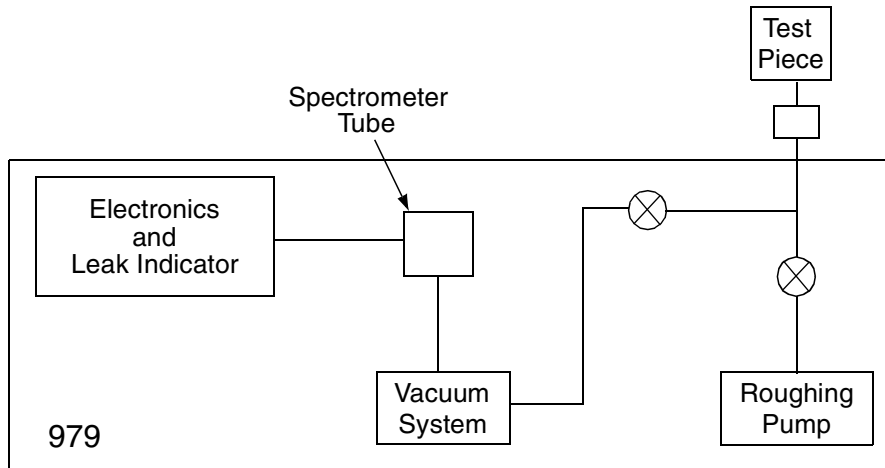 Test
Piece
Spectrometer
Tube
Electronics
and
Leak Indicator
Vacuum
System
Roughing
Pump
979